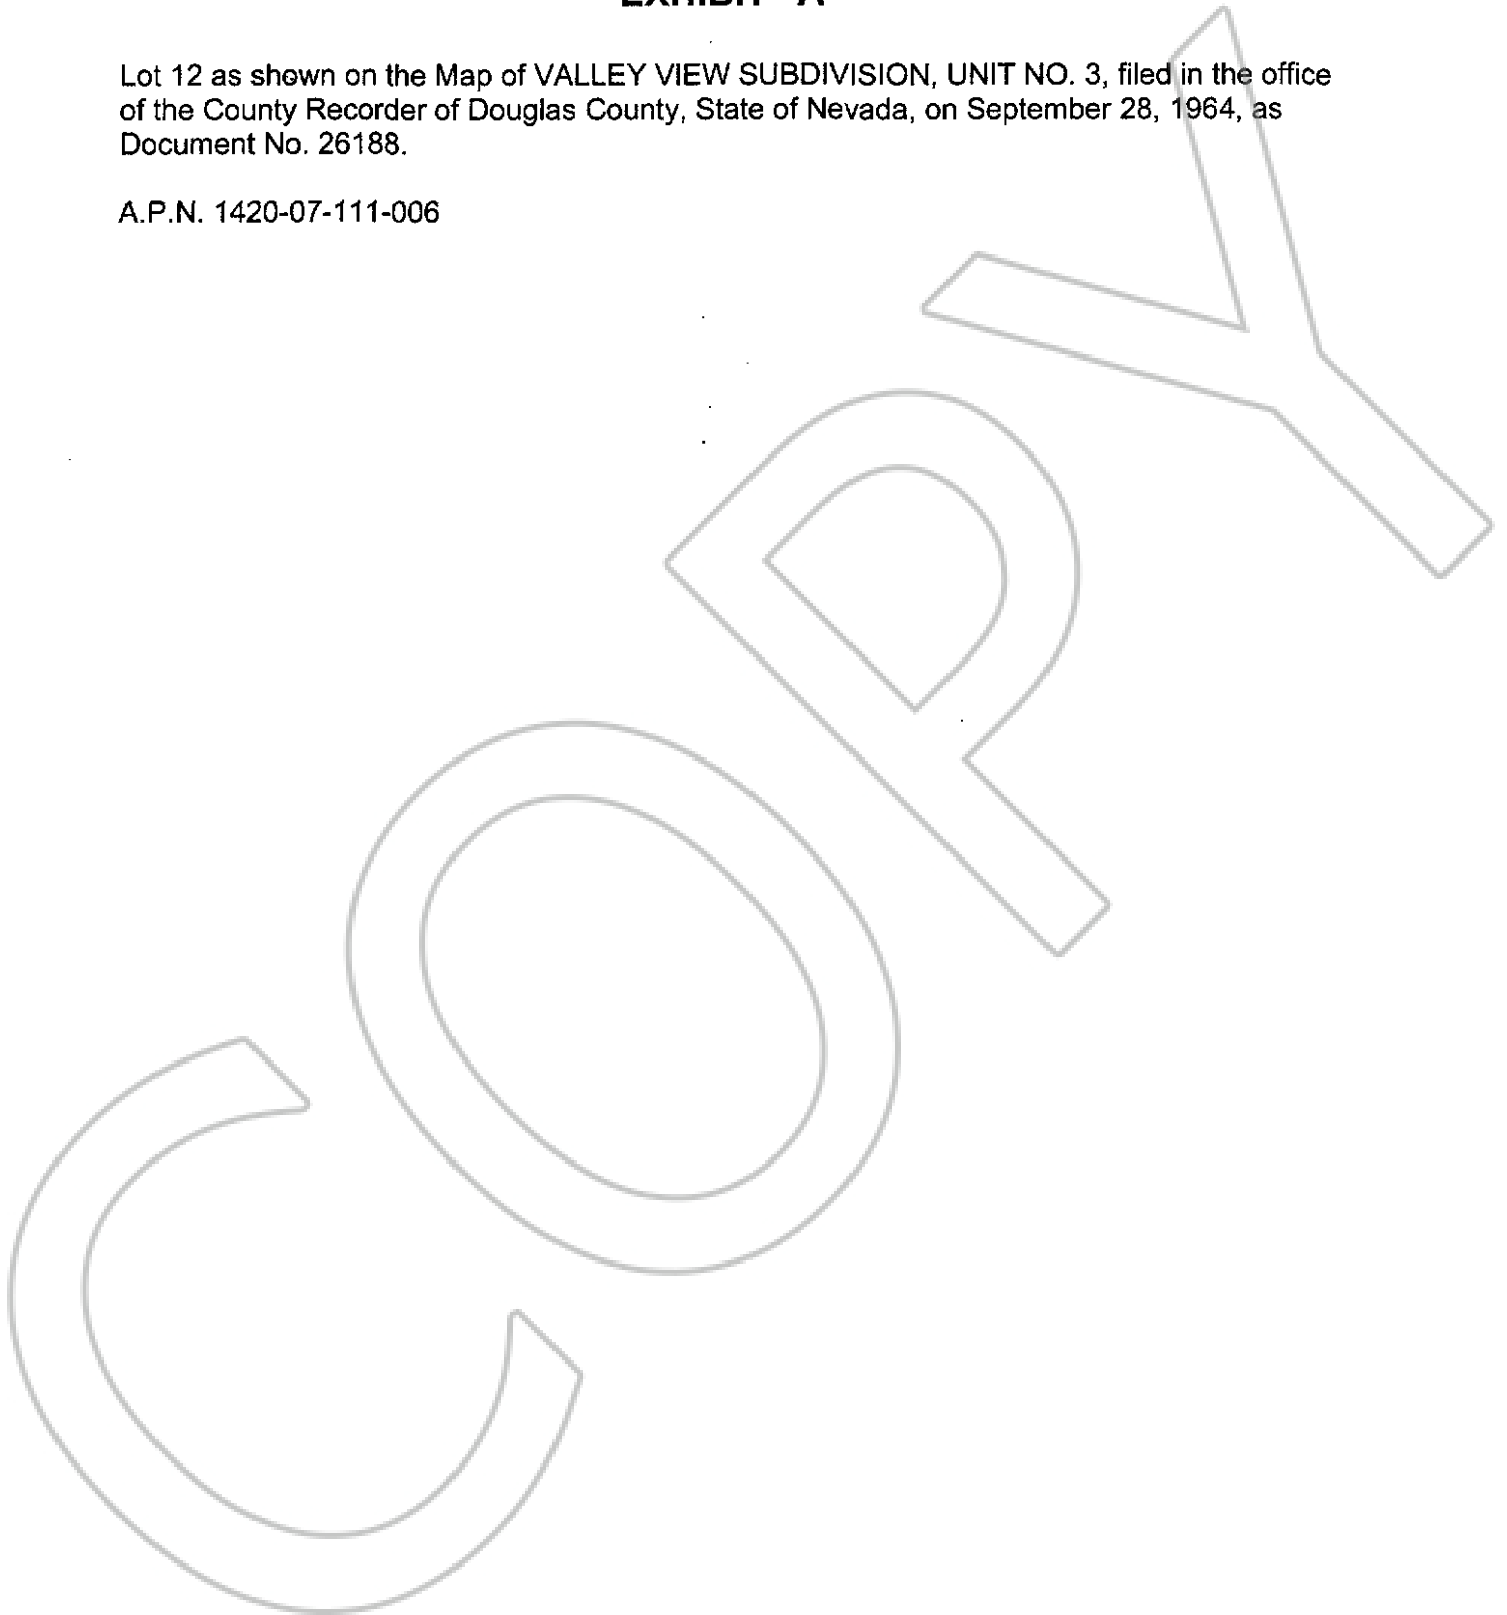 EXHIBIT "A"
Lot 12 as shown on the Map of VALLEY VIEW SUBDIVISION, UNIT NO. 3, filed in the office
of the County Recorder of Douglas County, State of Nevada, on September 28, 1964, as
Document No. 26188.
A.P.N. 1420-07-111-006
COPY